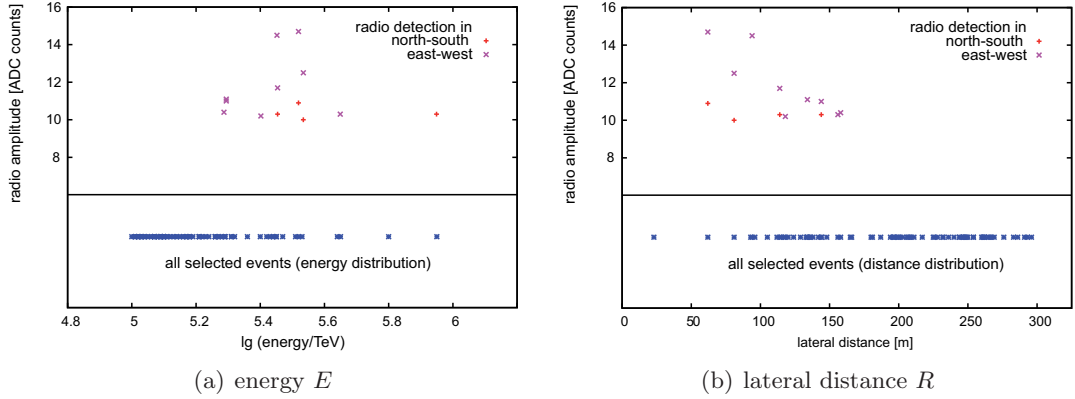 16
14
12
10
8
radio amplitude [ADC counts]
radio detection in
north-south
east-west
all selected events (energy distribution)
4.8 5 5.2 5.4 5.6 5.8 6
lg (energy/TeV)
(a) energy E
16
14
12
10
8
radio amplitude [ADC counts]
radio detection in
north-south
east-west
all selected events (distance distribution)
0 50 100 150 200 250 300
lateral distance [m]
(b) lateral distance R